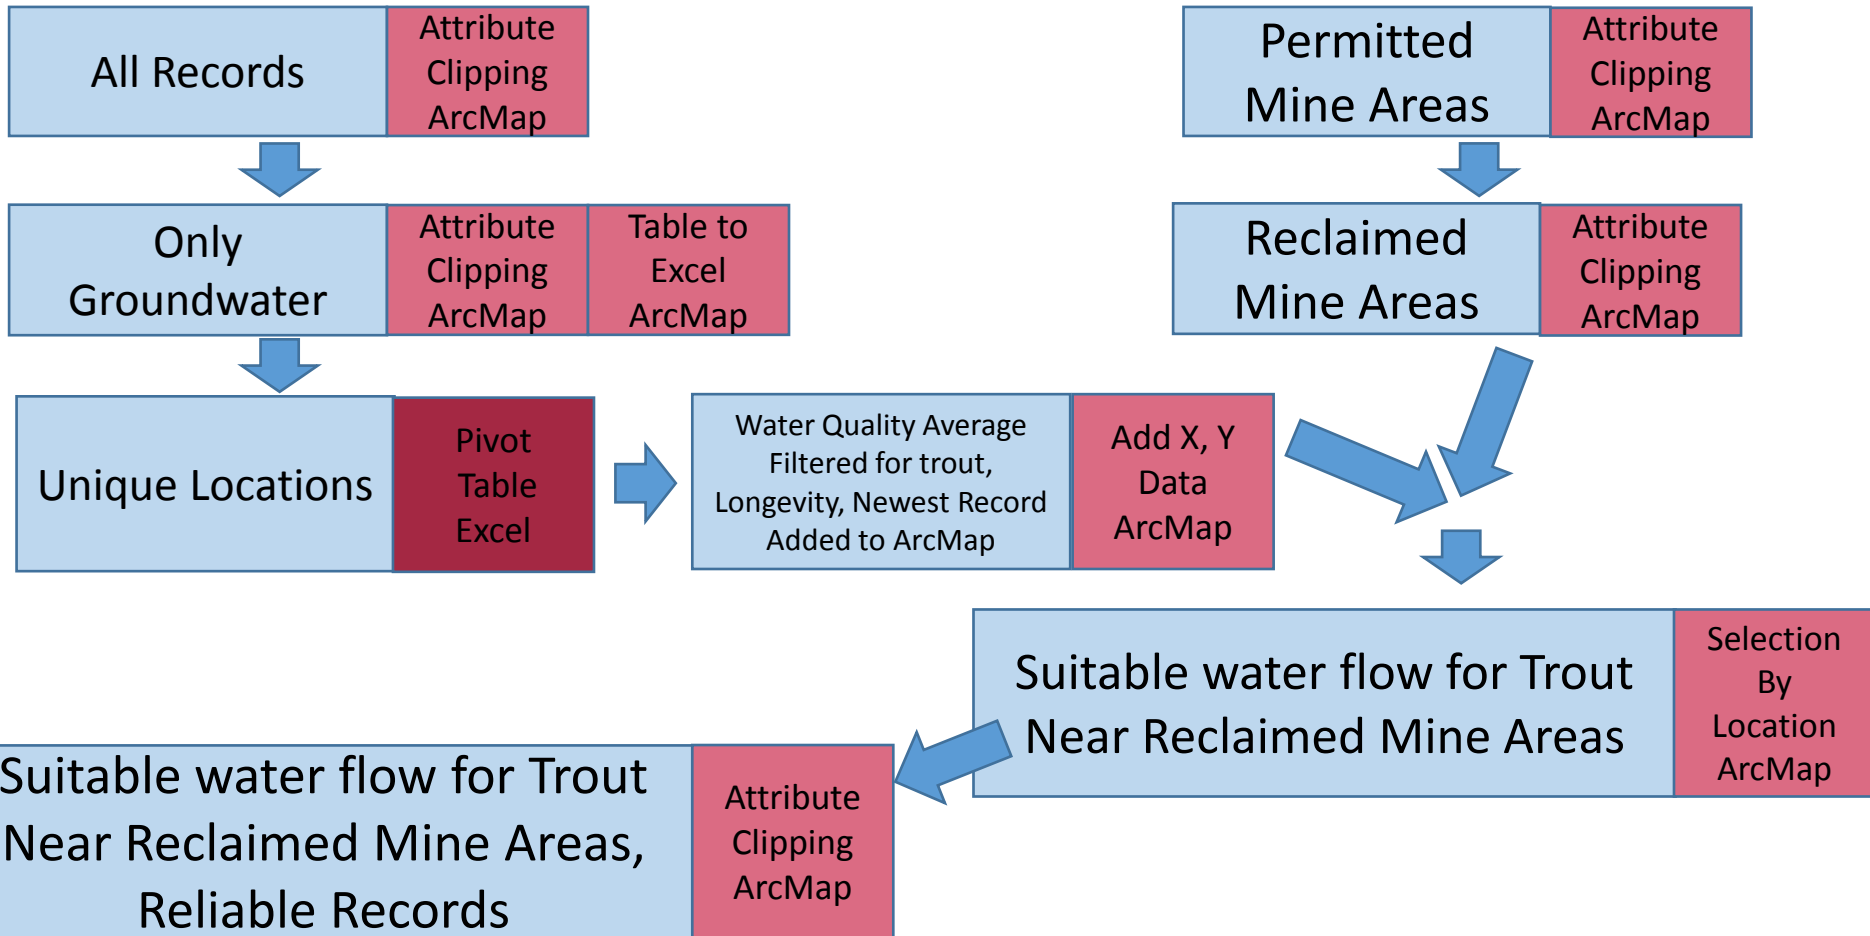 All Records
Attribute
Clipping
ArcMap
Permitted
Mine Areas
Attribute
Clipping
ArcMap
Only
Groundwater
Attribute
Clipping
ArcMap
Table to
Excel
ArcMap
Reclaimed
Mine Areas
Attribute
Clipping
ArcMap
Unique Locations
Pivot
Table
Excel
Water Quality Average
Filtered for trout,
Longevity, Newest Record
Added to ArcMap
Add X, Y
Data
ArcMap
Suitable water flow for Trout
Near Reclaimed Mine Areas
Selection
By
Location
ArcMap
Suitable water flow for Trout
Near Reclaimed Mine Areas,
Reliable Records
Attribute
Clipping
ArcMap